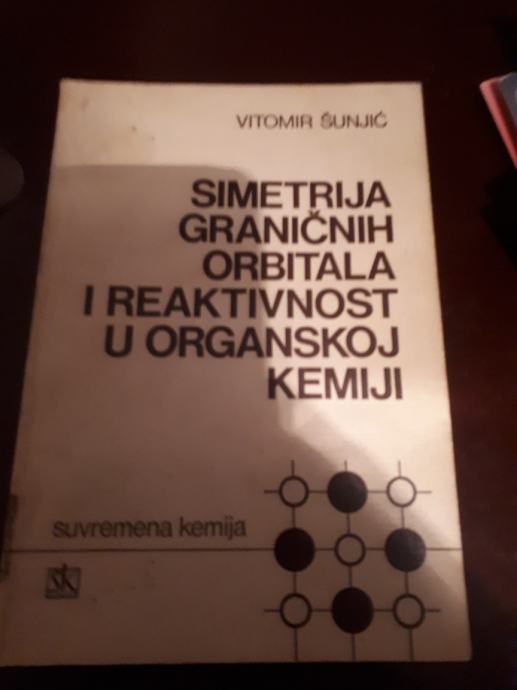 VITOMIR ŠUNJIĆ
SIMETRIJA
GRANIČNIH
ORBITALA
I REAKTIVNOST
U ORGANSKOJ
KEMIJI
suvremena kemija
šk